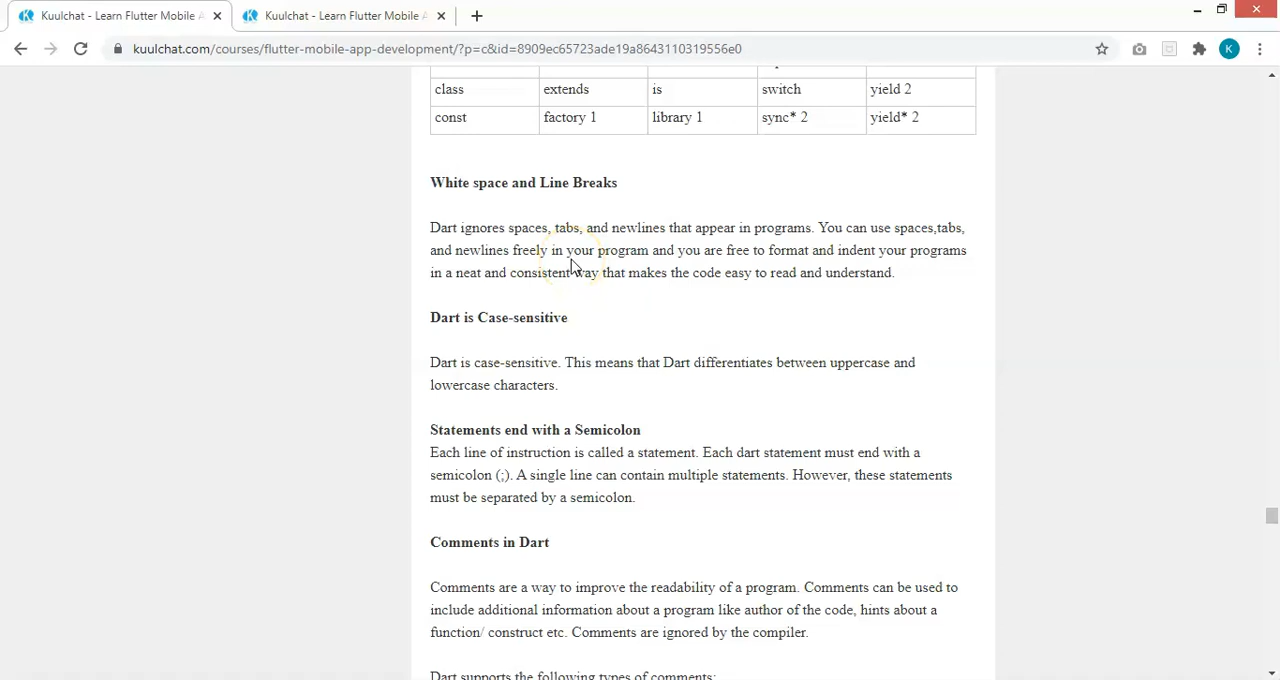 Kuulchat - Learn Flutter Mobile A
Kuulchat - Learn Flutter Mobile A
kuulchat.com/courses/flutter-mobile-app-development/?p=c&id=8909ec65723ade19a8643110319556e0
K
class extends is switch yield 2
const factory 1 library 1 sync* 2 yield* 2
White space and Line Breaks
Dart ignores spaces, tabs, and newlines that appear in programs. You can use spaces,tabs,
and newlines freely in your program and you are free to format and indent your programs
in a neat and consistent way that makes the code easy to read and understand.
Dart is Case-sensitive
Dart is case-sensitive. This means that Dart differentiates between uppercase and
lowercase characters.
Statements end with a Semicolon
Each line of instruction is called a statement. Each dart statement must end with a
semicolon (;). A single line can contain multiple statements. However, these statements
must be separated by a semicolon.
Comments in Dart
Comments are a way to improve the readability of a program. Comments can be used to
include additional information about a program like author of the code, hints about a
function/ construct etc. Comments are ignored by the compiler.
Dart supports the following types of comments: